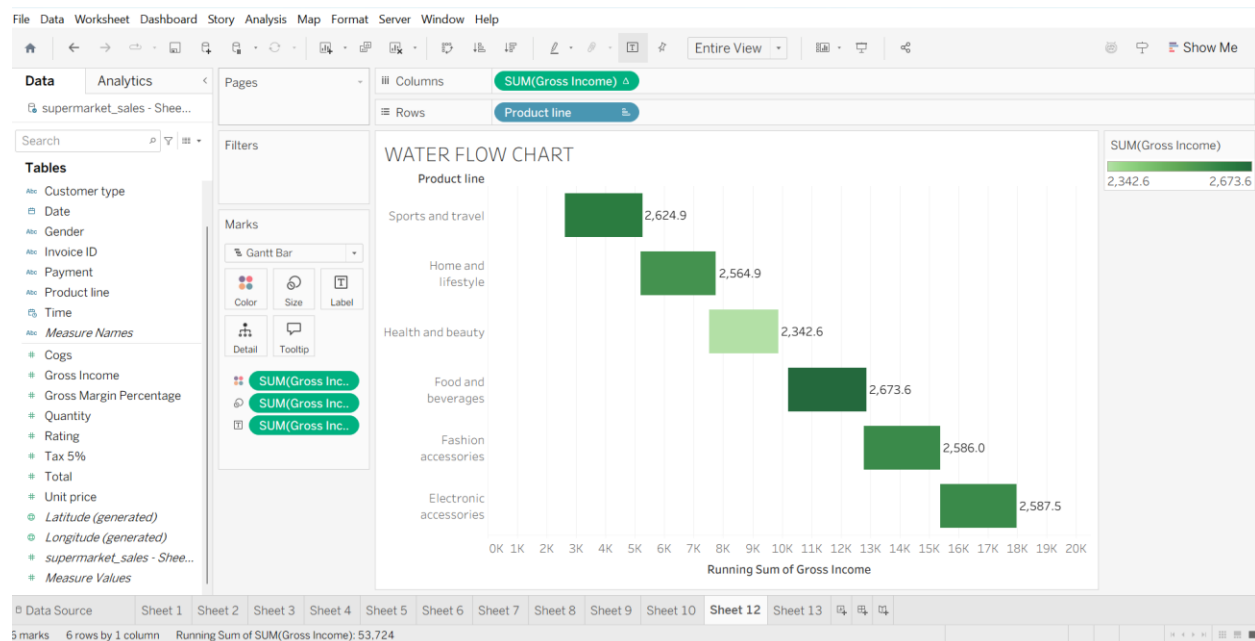 File Data Worksheet Dashboard Story Analysis Map Format Server Window Help
Entire View
Show Me
Data Analytics
supermarket_sales - Shee...
Search
Tables
Customer type
Date
Gender
Invoice ID
Payment
Product line
Time
Measure Names
Cogs
Gross Income
Gross Margin Percentage
Quantity
Rating
Tax 5%
Total
Unit price
Latitude (generated)
Longitude (generated)
supermarket_sales - Shee...
Measure Values
Pages
Filters
Marks
Gantt Bar
Color Size Label
Detail Tooltip
SUM(Gross Inc..
SUM(Gross Inc..
SUM(Gross Inc..
Columns SUM(Gross Income)
Rows Product line
WATER FLOW CHART
Product line
Sports and travel 2,624.9
Home and
lifestyle 2,564.9
Health and beauty 2,342.6
Food and
beverages 2,673.6
Fashion
accessories 2,586.0
Electronic
accessories 2,587.5
0K 1K 2K 3K 4K 5K 6K 7K 8K 9K 10K 11K 12K 13K 14K 15K 16K 17K 18K 19K 20K
Running Sum of Gross Income
SUM(Gross Income)
2,342.6 2,673.6
Data Source Sheet 1 Sheet 2 Sheet 3 Sheet 4 Sheet 5 Sheet 6 Sheet 7 Sheet 8 Sheet 9 Sheet 10 Sheet 12 Sheet 13
marks 6 rows by 1 column Running Sum of SUM(Gross Income): 53,724